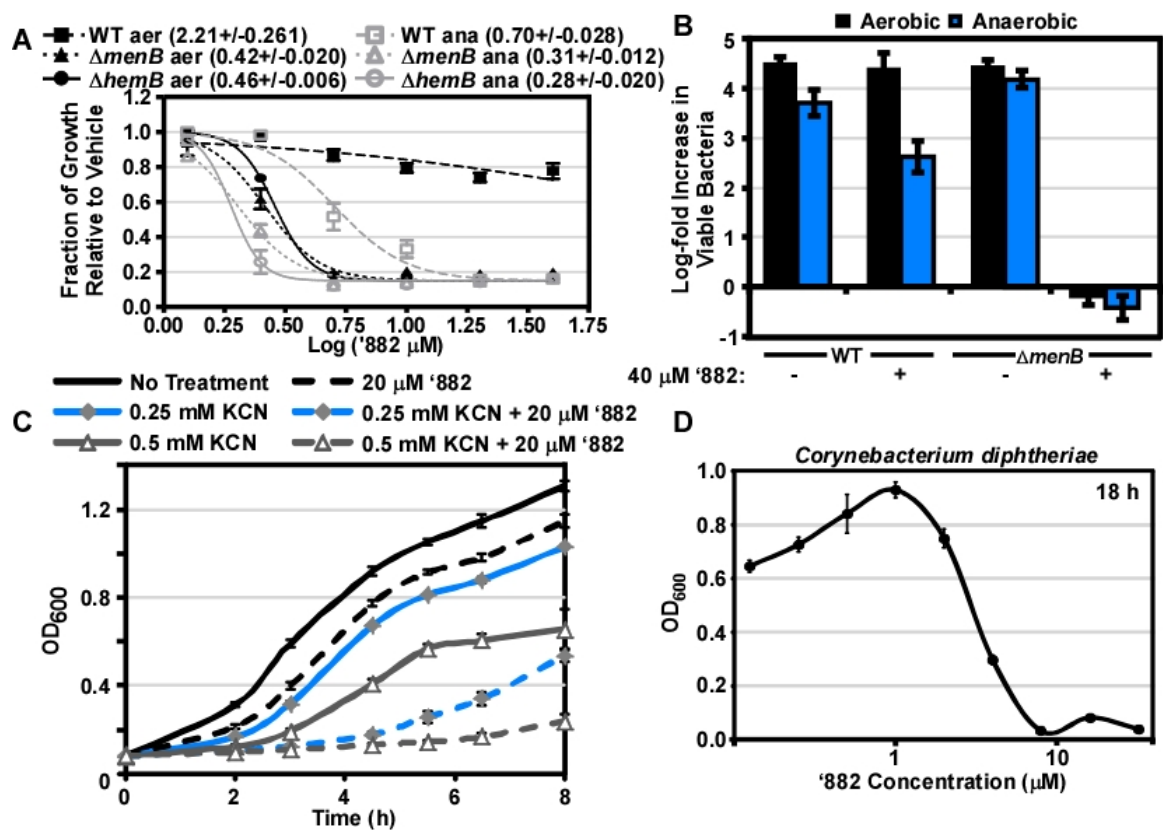 A
WT aer (2.21+/-0.261)
WT ana (0.70+/-0.028)
ΔmenB aer (0.42+/-0.020)
ΔmenB ana (0.31+/-0.012)
ΔhemB aer (0.46+/-0.006)
ΔhemB ana (0.28+/-0.020)
Fraction of Growth
Relative to Vehicle
1.2
1.0
0.8
0.6
0.4
0.2
0.0
0.00 0.25 0.50 0.75 1.00 1.25 1.50 1.75
Log ('882 μM)
B
Aerobic Anaerobic
Log-fold Increase in
Viable Bacteria
5
4
3
2
1
0
-1
WT ΔmenB
40 μM '882: - + - +
C
No Treatment 20 μM '882
0.25 mM KCN 0.25 mM KCN + 20 μM '882
0.5 mM KCN 0.5 mM KCN + 20 μM '882
OD600
1.2
0.8
0.4
0
0 2 4 6 8
Time (h)
D
Corynebacterium diphtheriae
18 h
OD600
1.0
0.8
0.6
0.4
0.2
0.0
1 10
'882 Concentration (μM)